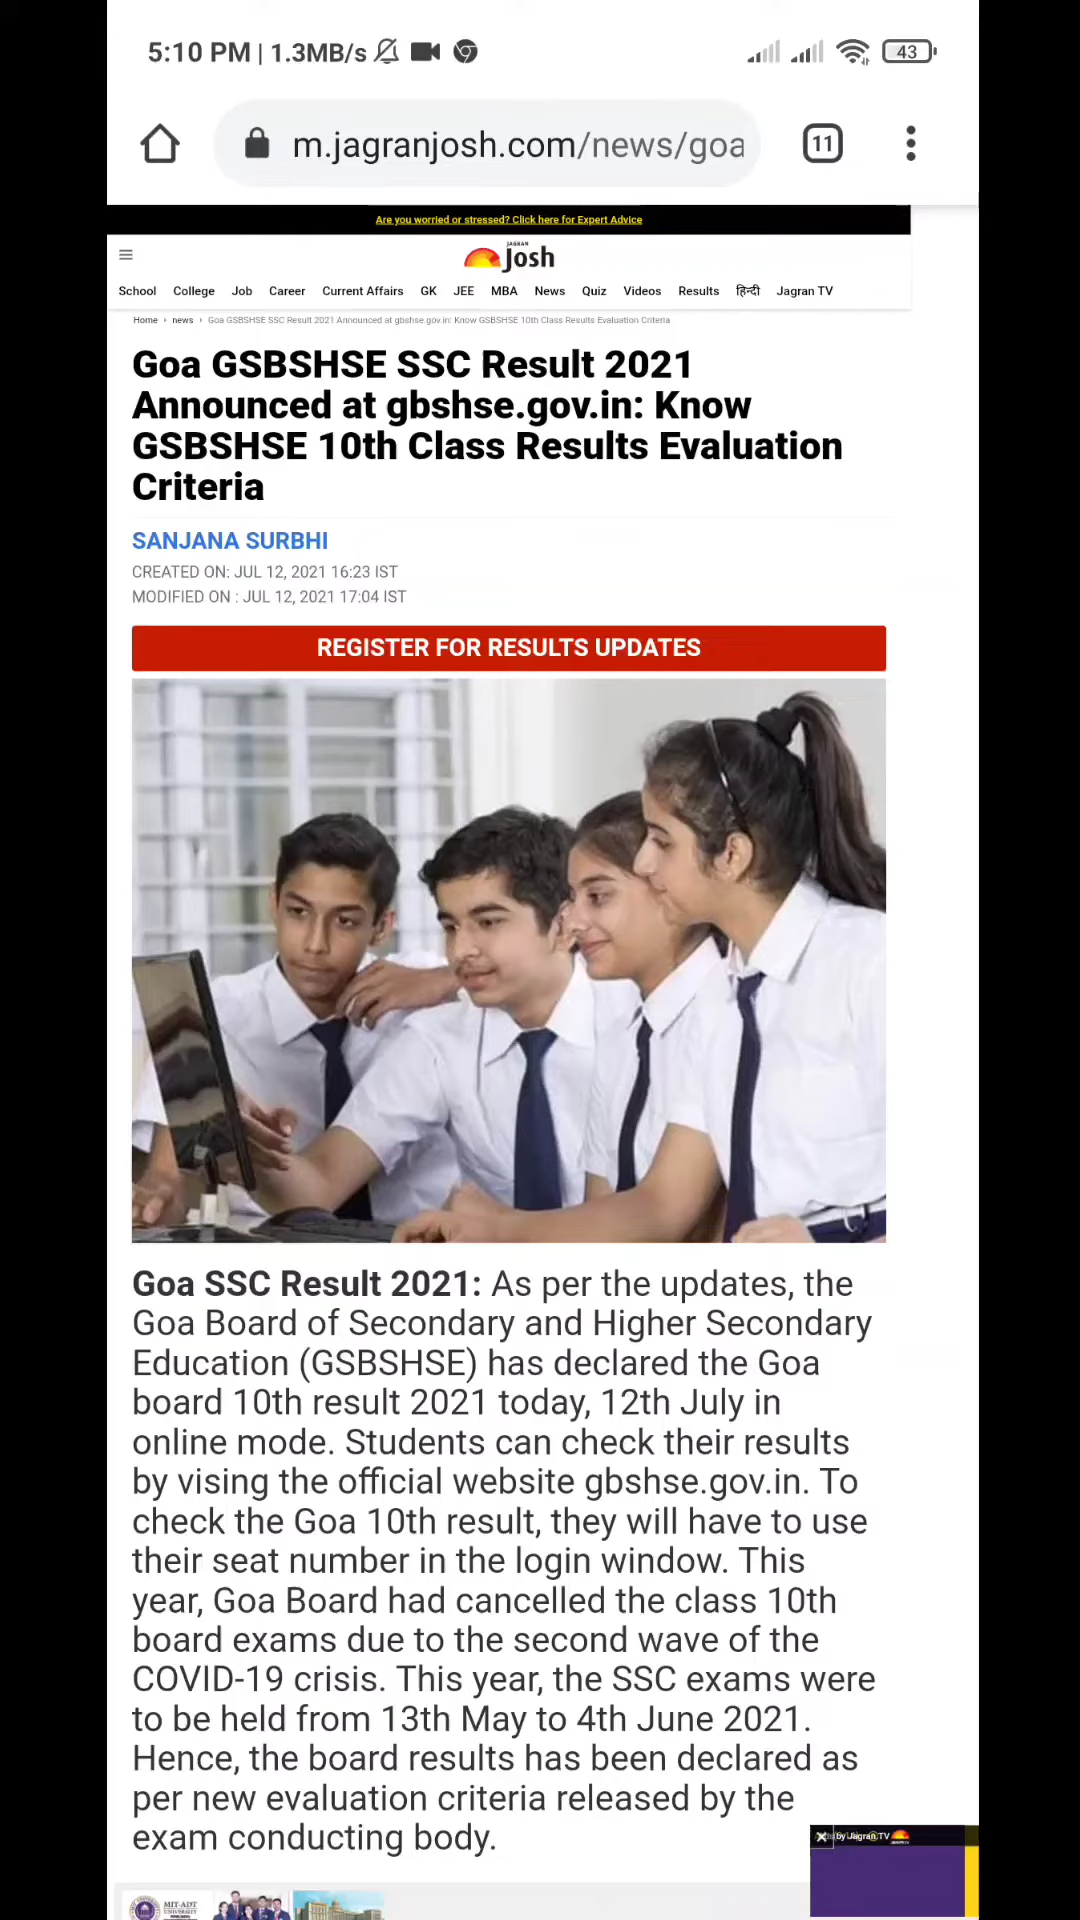 5:10 PM | 1.3MB/s
43
m.jagranjosh.com/news/goa
11
Are you worried or stressed? Click here for Expert Advice
JAGRAN
Josh
School College Job Career Current Affairs GK JEE MBA News Quiz Videos Results हिन्दी Jagran TV
Home › news › Goa GSBSHSE SSC Result 2021 Announced at gbshse.gov.in: Know GSBSHSE 10th Class Results Evaluation Criteria
Goa GSBSHSE SSC Result 2021
Announced at gbshse.gov.in: Know
GSBSHSE 10th Class Results Evaluation
Criteria
SANJANA SURBHI
CREATED ON: JUL 12, 2021 16:23 IST
MODIFIED ON : JUL 12, 2021 17:04 IST
REGISTER FOR RESULTS UPDATES
Goa SSC Result 2021: As per the updates, the
Goa Board of Secondary and Higher Secondary
Education (GSBSHSE) has declared the Goa
board 10th result 2021 today, 12th July in
online mode. Students can check their results
by vising the official website gbshse.gov.in. To
check the Goa 10th result, they will have to use
their seat number in the login window. This
year, Goa Board had cancelled the class 10th
board exams due to the second wave of the
COVID-19 crisis. This year, the SSC exams were
to be held from 13th May to 4th June 2021.
Hence, the board results has been declared as
per new evaluation criteria released by the
exam conducting body.
by Jagran TV
MIT-ADT
UNIVERSITY